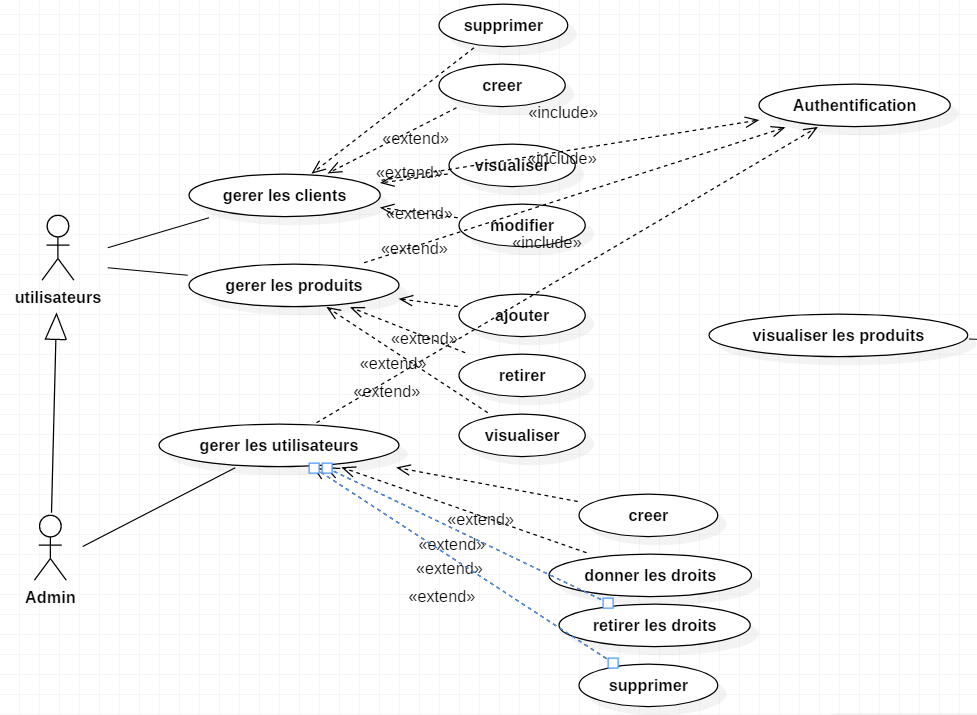 supprimer
creer
«include»
Authentification
«extend»
«include»
visualiser
«extend»
gerer les clients
«extend»
modifier
«include»
«extend»
gerer les produits
utilisateurs
ajouter
visualiser les produits
«extend»
«extend»
retirer
«extend»
visualiser
gerer les utilisateurs
creer
«extend»
«extend»
«extend»
donner les droits
«extend»
Admin
retirer les droits
supprimer